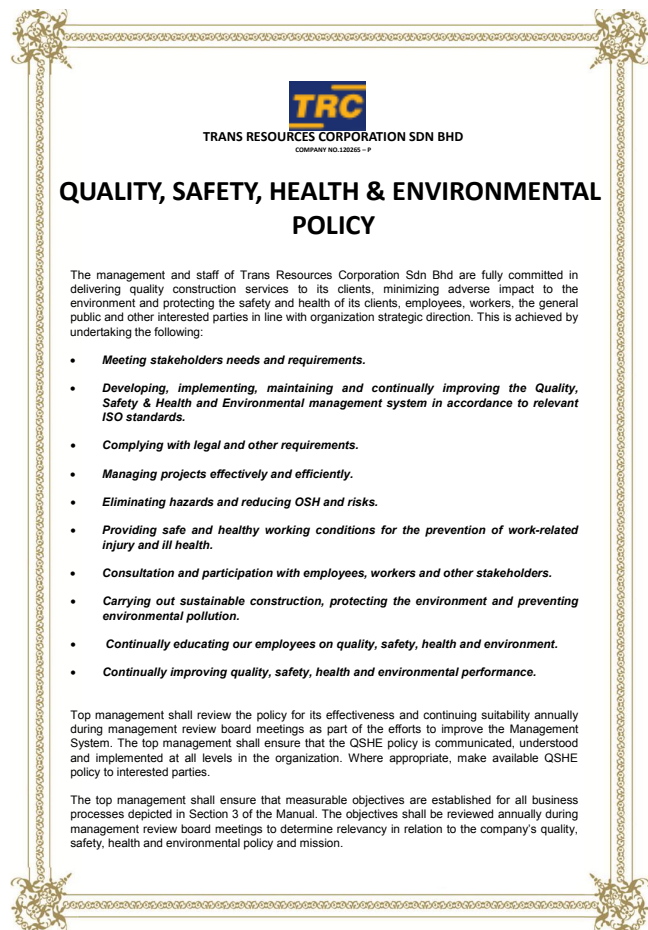 TRC
TRANS RESOURCES CORPORATION SDN BHD
COMPANY NO.120265 – P
QUALITY, SAFETY, HEALTH & ENVIRONMENTAL
POLICY
The management and staff of Trans Resources Corporation Sdn Bhd are fully committed in
delivering quality construction services to its clients, minimizing adverse impact to the
environment and protecting the safety and health of its clients, employees, workers, the general
public and other interested parties in line with organization strategic direction. This is achieved by
undertaking the following:
• Meeting stakeholders needs and requirements.
• Developing, implementing, maintaining and continually improving the Quality,
Safety & Health and Environmental management system in accordance to relevant
ISO standards.
• Complying with legal and other requirements.
• Managing projects effectively and efficiently.
• Eliminating hazards and reducing OSH and risks.
• Providing safe and healthy working conditions for the prevention of work-related
injury and ill health.
• Consultation and participation with employees, workers and other stakeholders.
• Carrying out sustainable construction, protecting the environment and preventing
environmental pollution.
• Continually educating our employees on quality, safety, health and environment.
• Continually improving quality, safety, health and environmental performance.
Top management shall review the policy for its effectiveness and continuing suitability annually
during management review board meetings as part of the efforts to improve the Management
System. The top management shall ensure that the QSHE policy is communicated, understood
and implemented at all levels in the organization. Where appropriate, make available QSHE
policy to interested parties.
The top management shall ensure that measurable objectives are established for all business
processes depicted in Section 3 of the Manual. The objectives shall be reviewed annually during
management review board meetings to determine relevancy in relation to the company's quality,
safety, health and environmental policy and mission.